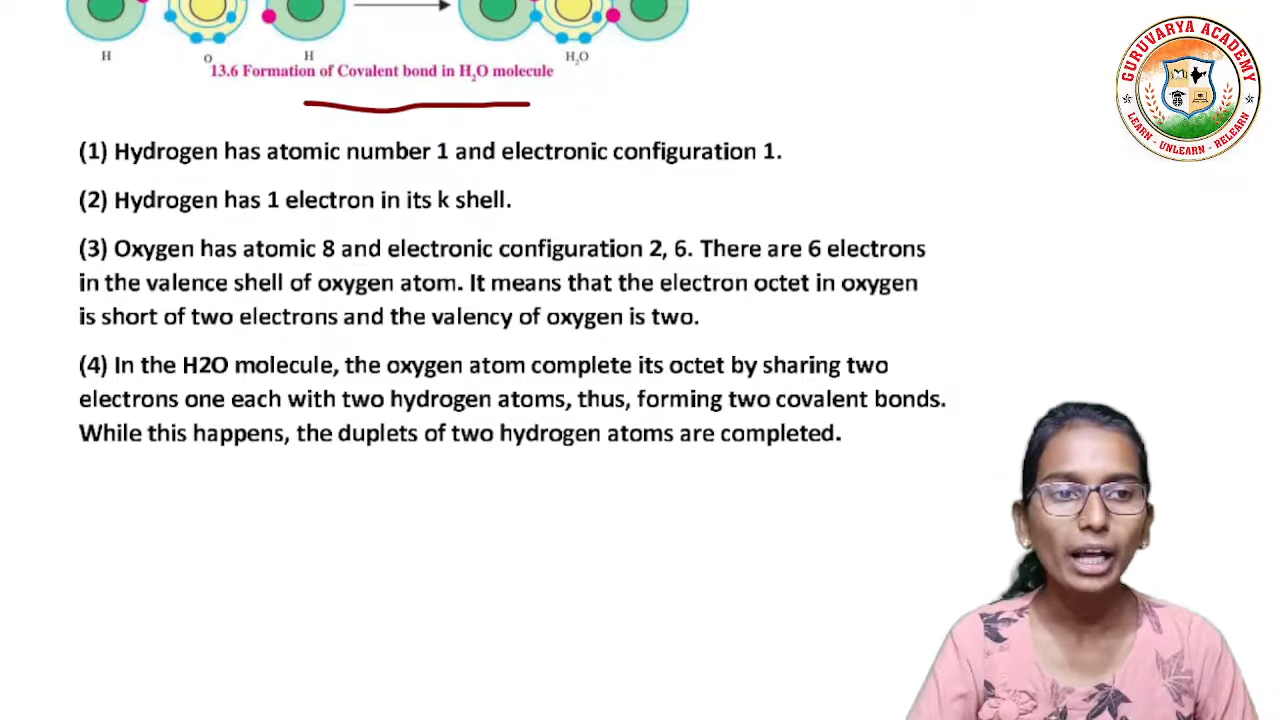 H O H H₂O
13.6 Formation of Covalent bond in H₂O molecule
(1) Hydrogen has atomic number 1 and electronic configuration 1.
(2) Hydrogen has 1 electron in its k shell.
(3) Oxygen has atomic 8 and electronic configuration 2, 6. There are 6 electrons
in the valence shell of oxygen atom. It means that the electron octet in oxygen
is short of two electrons and the valency of oxygen is two.
(4) In the H2O molecule, the oxygen atom complete its octet by sharing two
electrons one each with two hydrogen atoms, thus, forming two covalent bonds.
While this happens, the duplets of two hydrogen atoms are completed.
GURUVARYA ACADEMY
LEARN - UNLEARN - RELEARN